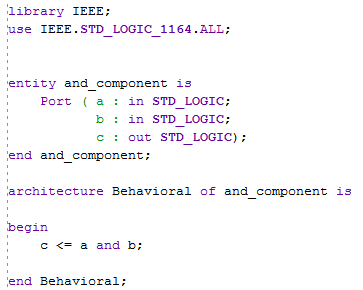 library IEEE;
use IEEE.STD_LOGIC_1164.ALL;
entity and_component is
Port ( a : in STD_LOGIC;
b : in STD_LOGIC;
c : out STD_LOGIC);
end and_component;
architecture Behavioral of and_component is
begin
c <= a and b;
end Behavioral;